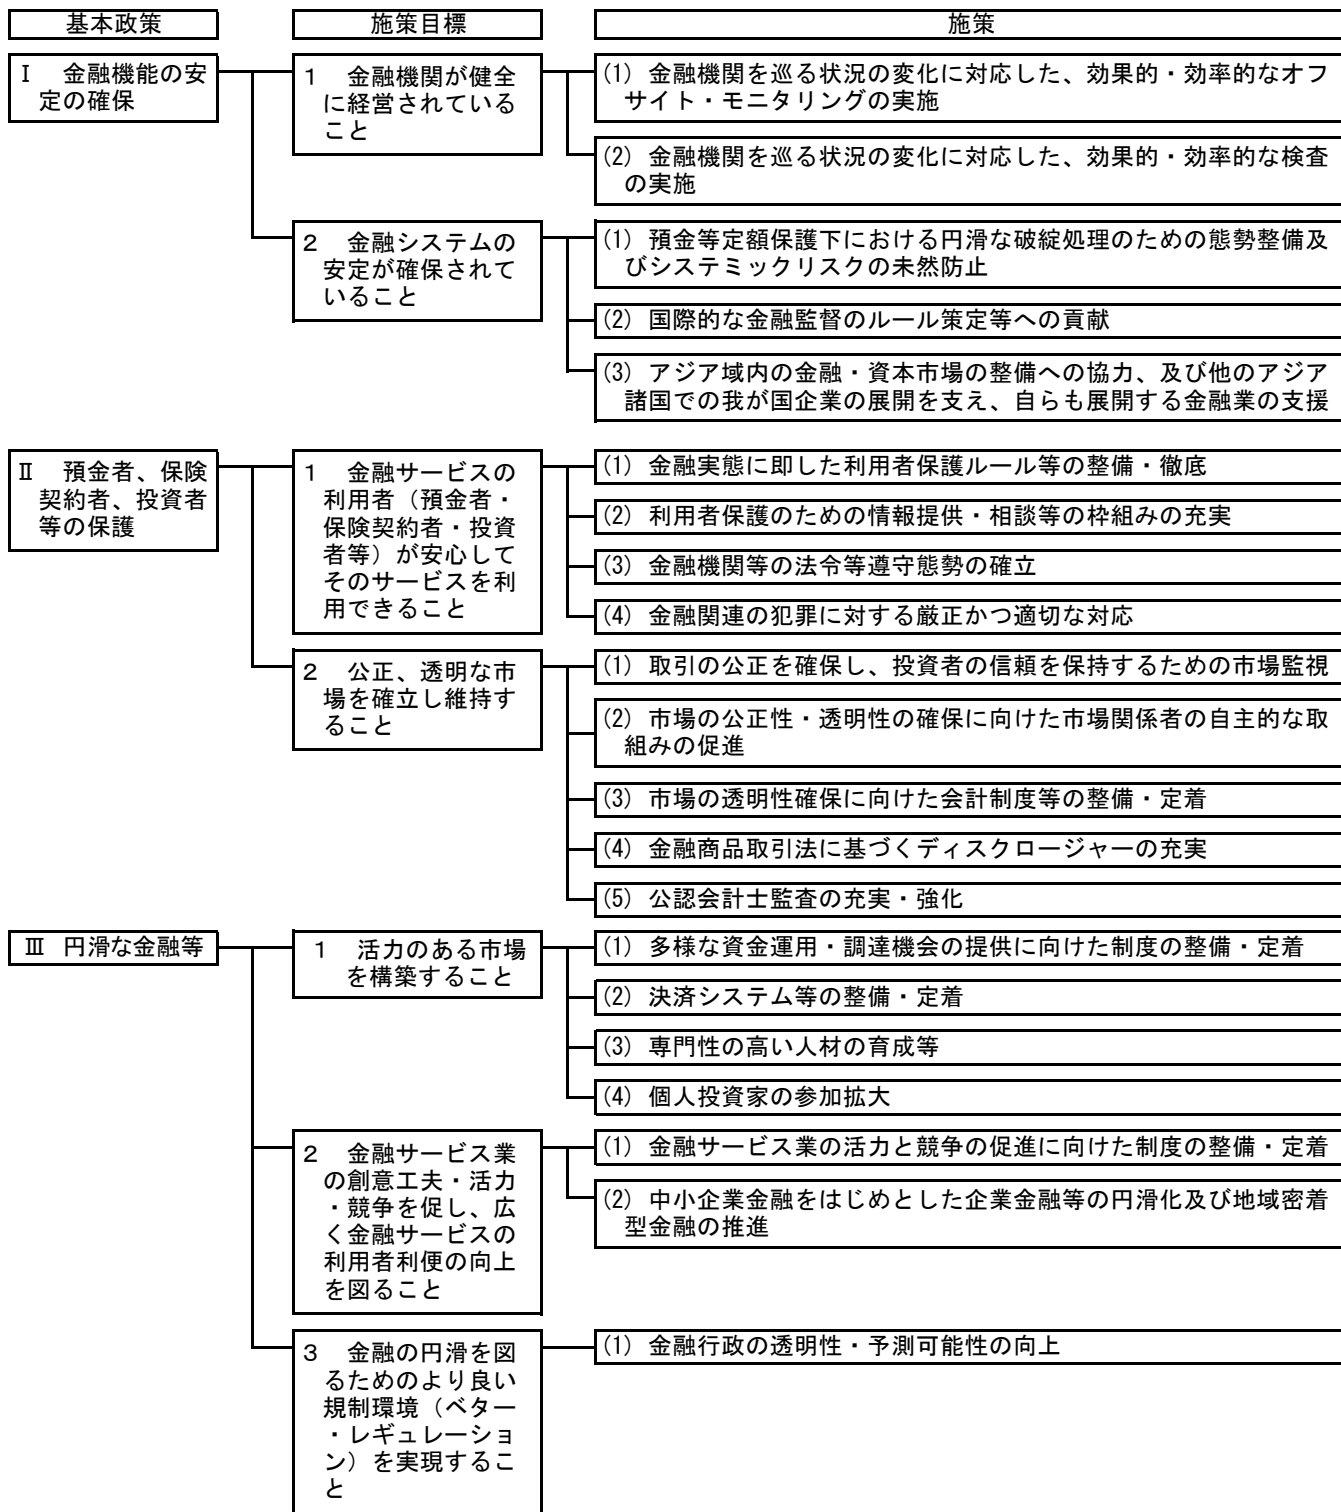 基本政策
施策目標
施策
Ⅰ 金融機能の安
定の確保
1 金融機関が健全
に経営されている
こと
(1) 金融機関を巡る状況の変化に対応した、効果的・効率的なオフ
サイト・モニタリングの実施
(2) 金融機関を巡る状況の変化に対応した、効果的・効率的な検査
の実施
2 金融システムの
安定が確保されて
いること
(1) 預金等定額保護下における円滑な破綻処理のための態勢整備及
びシステミックリスクの未然防止
(2) 国際的な金融監督のルール策定等への貢献
(3) アジア域内の金融・資本市場の整備への協力、及び他のアジア
諸国での我が国企業の展開を支え、自らも展開する金融業の支援
Ⅱ 預金者、保険
契約者、投資者
等の保護
1 金融サービスの
利用者（預金者・
保険契約者・投資
者等）が安心して
そのサービスを利
用できること
(1) 金融実態に即した利用者保護ルール等の整備・徹底
(2) 利用者保護のための情報提供・相談等の枠組みの充実
(3) 金融機関等の法令等遵守態勢の確立
(4) 金融関連の犯罪に対する厳正かつ適切な対応
2 公正、透明な市
場を確立し維持す
ること
(1) 取引の公正を確保し、投資者の信頼を保持するための市場監視
(2) 市場の公正性・透明性の確保に向けた市場関係者の自主的な取
組みの促進
(3) 市場の透明性確保に向けた会計制度等の整備・定着
(4) 金融商品取引法に基づくディスクロージャーの充実
(5) 公認会計士監査の充実・強化
Ⅲ 円滑な金融等
1 活力のある市場
を構築すること
(1) 多様な資金運用・調達機会の提供に向けた制度の整備・定着
(2) 決済システム等の整備・定着
(3) 専門性の高い人材の育成等
(4) 個人投資家の参加拡大
2 金融サービス業
の創意工夫・活力
・競争を促し、広
く金融サービスの
利用者利便の向上
を図ること
(1) 金融サービス業の活力と競争の促進に向けた制度の整備・定着
(2) 中小企業金融をはじめとした企業金融等の円滑化及び地域密着
型金融の推進
3 金融の円滑を図
るためのより良い
規制環境（ベター
・レギュレーショ
ン）を実現するこ
と
(1) 金融行政の透明性・予測可能性の向上